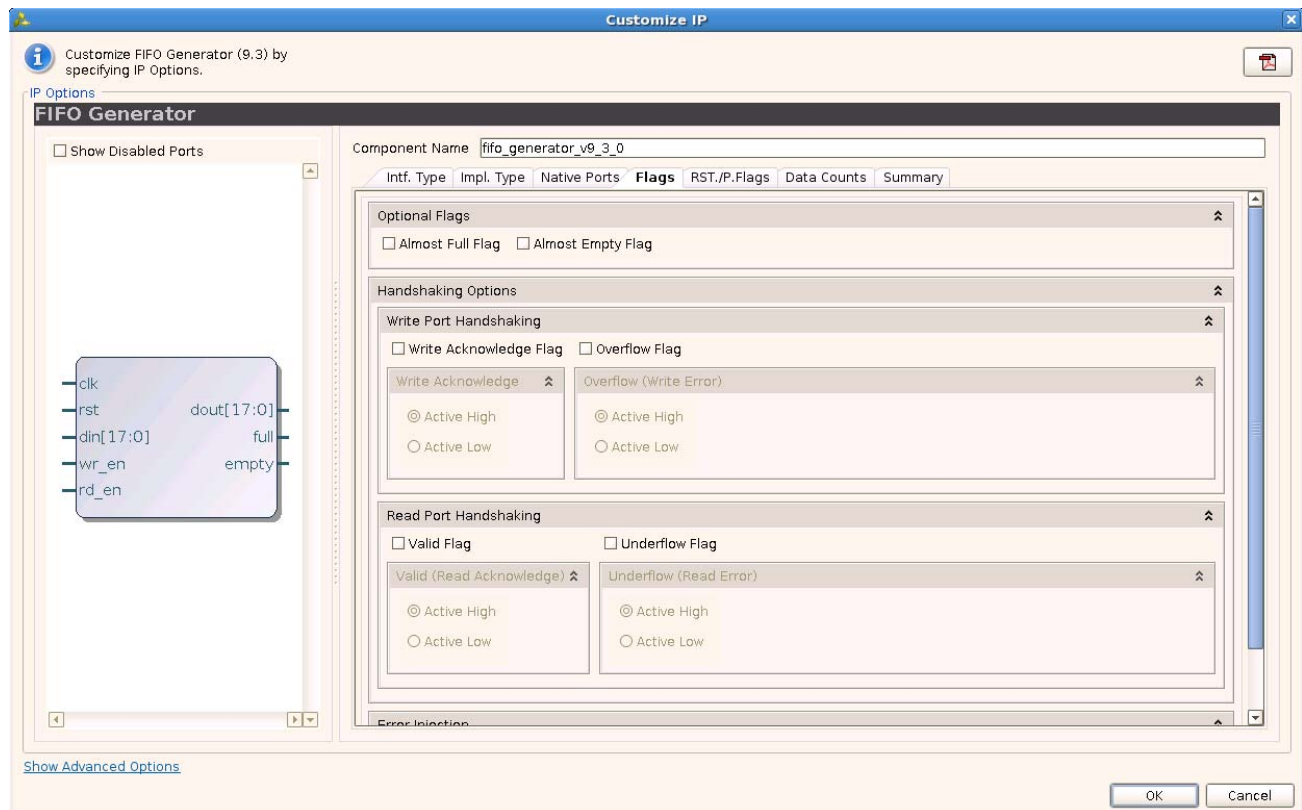 Customize IP
Customize FIFO Generator (9.3) by
specifying IP Options.
IP Options
FIFO Generator
Show Disabled Ports
clk
rst
din[17:0]
wr_en
rd_en
dout[17:0]
full
empty
Component Name fifo_generator_v9_3_0
Intf. Type Impl. Type Native Ports Flags RST./P.Flags Data Counts Summary
Optional Flags
Almost Full Flag Almost Empty Flag
Handshaking Options
Write Port Handshaking
Write Acknowledge Flag Overflow Flag
Write Acknowledge Overflow (Write Error)
Active High Active High
Active Low Active Low
Read Port Handshaking
Valid Flag Underflow Flag
Valid (Read Acknowledge) Underflow (Read Error)
Active High Active High
Active Low Active Low
Error Injection
Show Advanced Options
OK Cancel